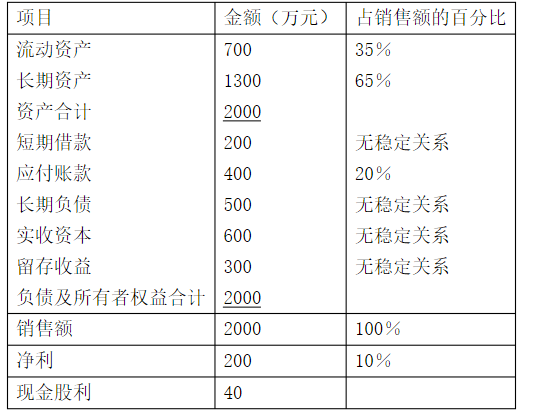 项目 金额（万元） 占销售额的百分比
流动资产 700 35%
长期资产 1300 65%
资产合计 2000
短期借款 200 无稳定关系
应付账款 400 20%
长期负债 500 无稳定关系
实收资本 600 无稳定关系
留存收益 300 无稳定关系
负债及所有者权益合计 2000
销售额 2000 100%
净利 200 10%
现金股利 40